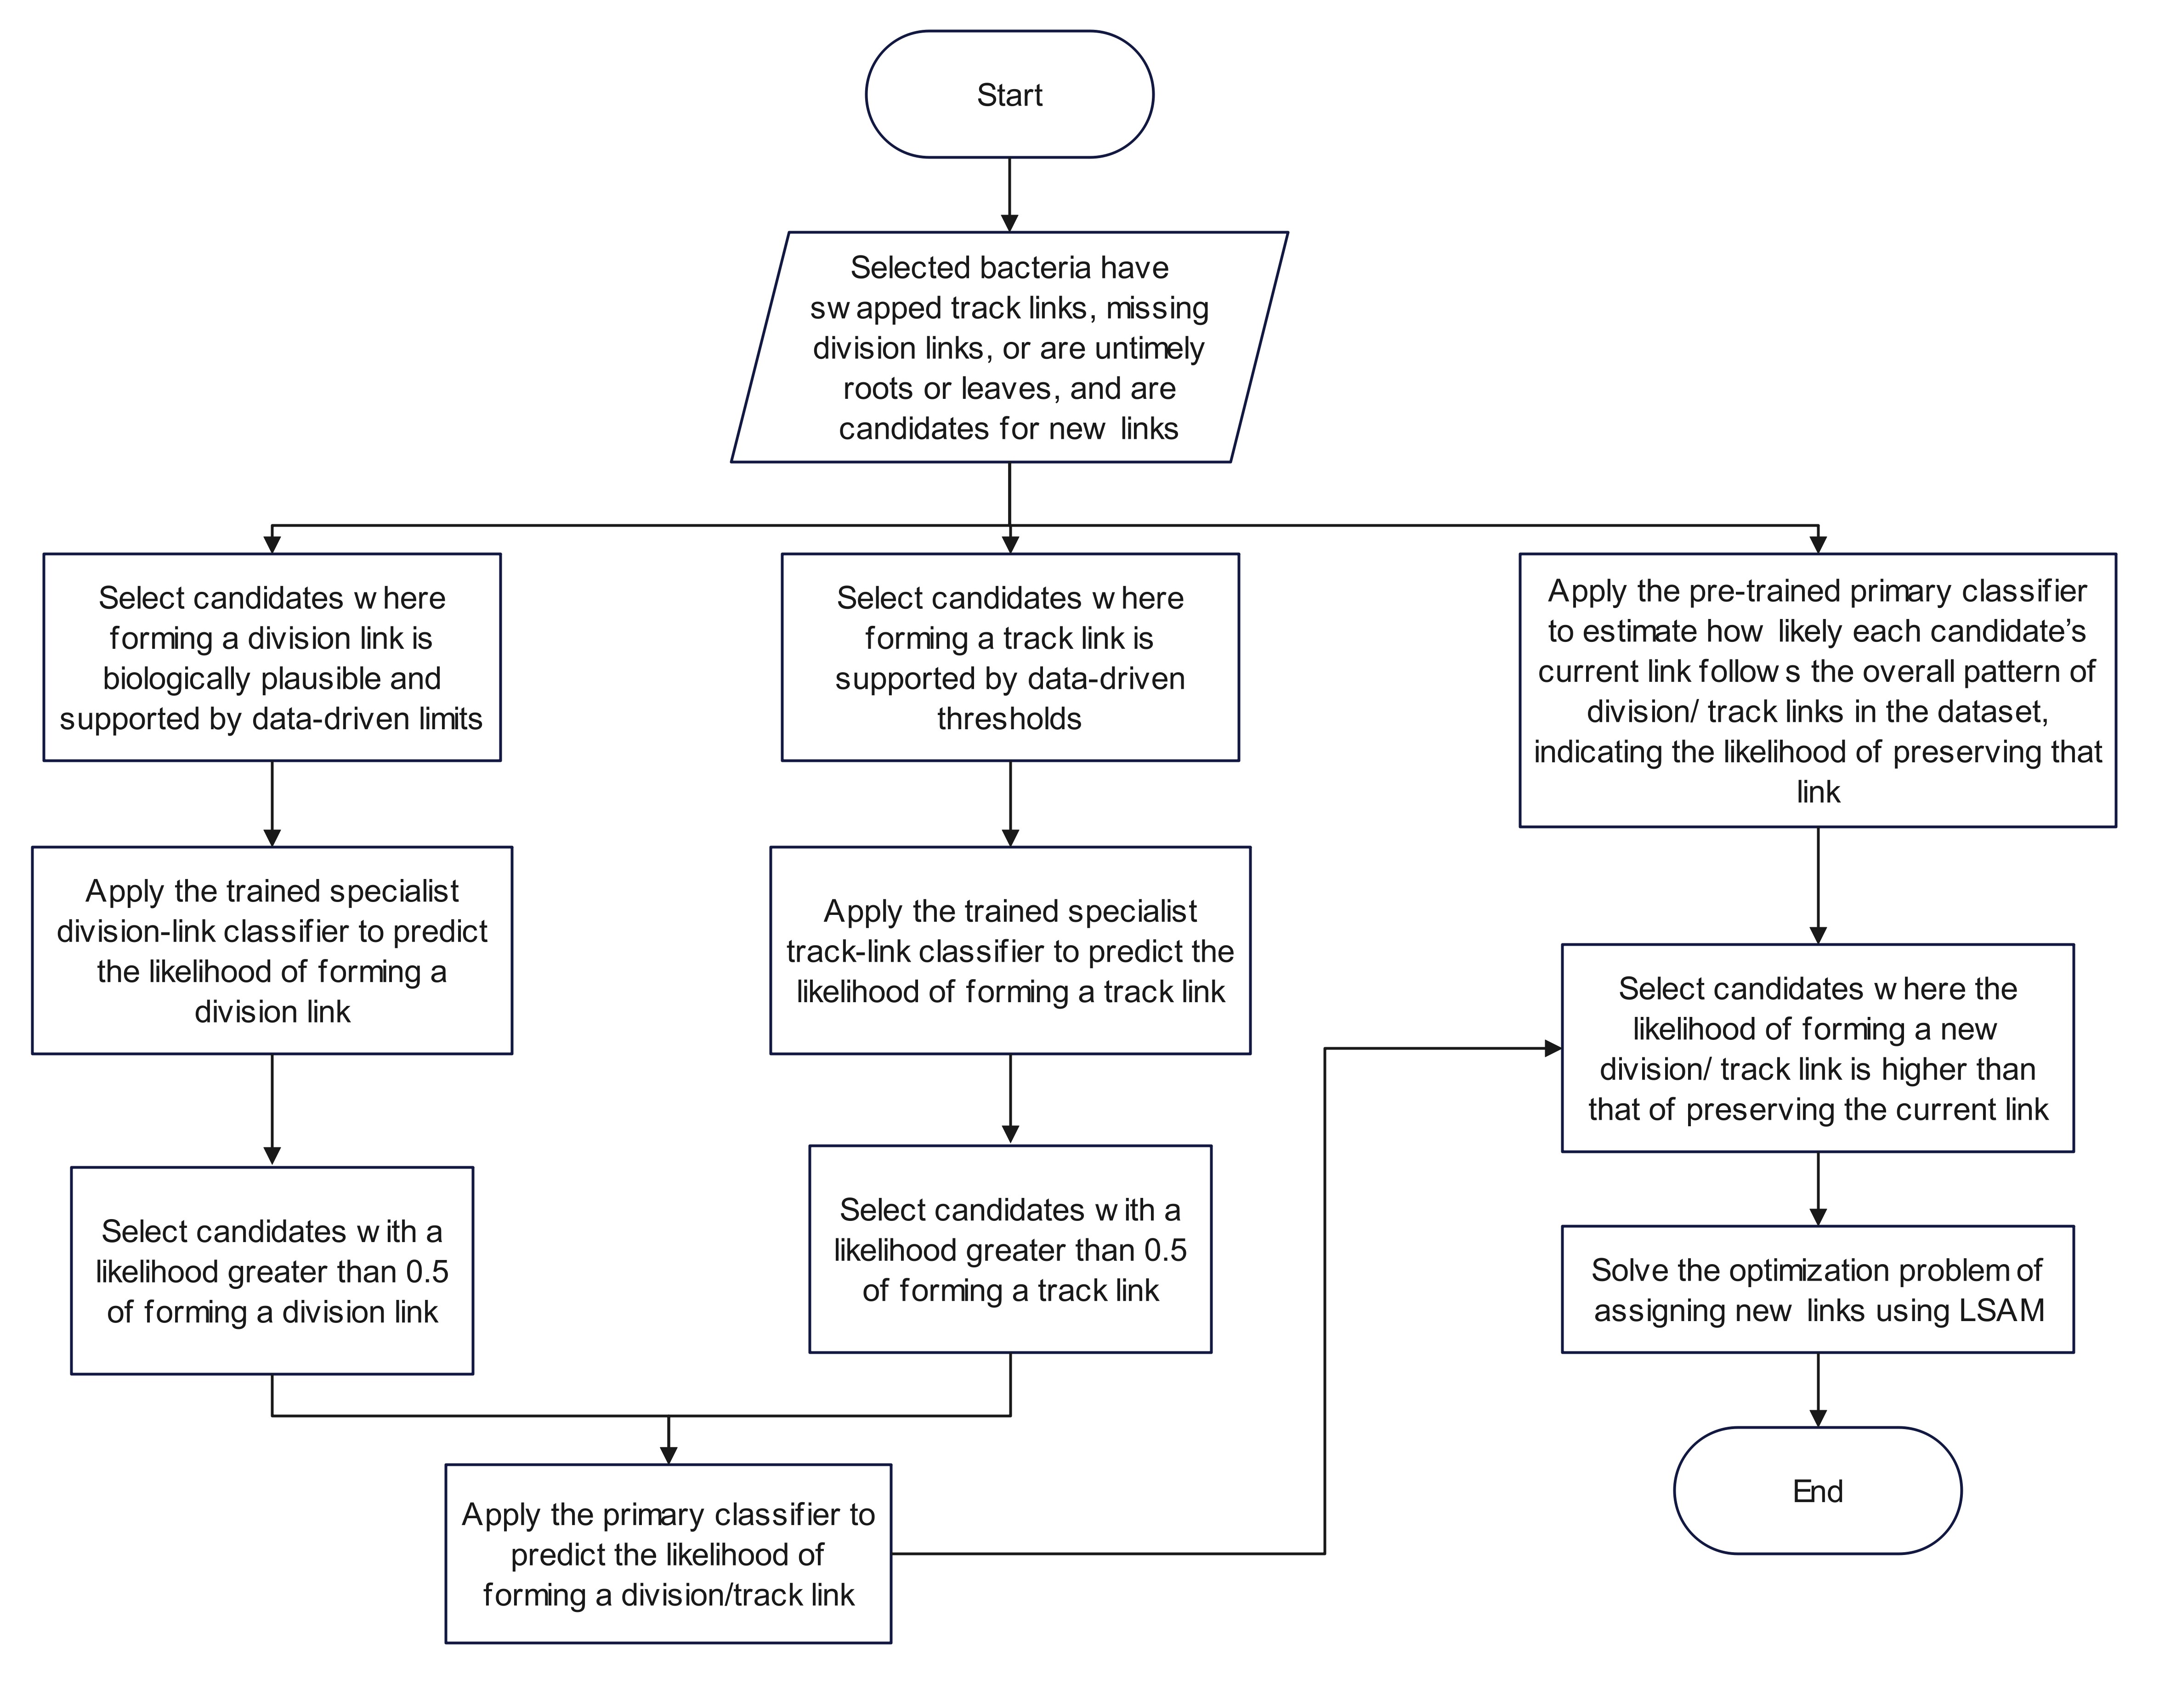 Start
Selected bacteria have
swapped track links, missing
division links, or are untimely
roots or leaves, and are
candidates for new links
Select candidates where
forming a division link is
biologically plausible and
supported by data-driven limits
Apply the trained specialist
division-link classifier to predict
the likelihood of forming a
division link
Select candidates with a
likelihood greater than 0.5
of forming a division link
Select candidates where
forming a track link is
supported by data-driven
thresholds
Apply the trained specialist
track-link classifier to predict the
likelihood of forming a track link
Select candidates with a
likelihood greater than 0.5
of forming a track link
Apply the primary classifier to
predict the likelihood of
forming a division/track link
Apply the pre-trained primary classifier
to estimate how likely each candidate’s
current link follows the overall pattern of
division/ track links in the dataset,
indicating the likelihood of preserving that
link
Select candidates where the
likelihood of forming a new
division/ track link is higher than
that of preserving the current link
Solve the optimization problem of
assigning new links using LSAM
End